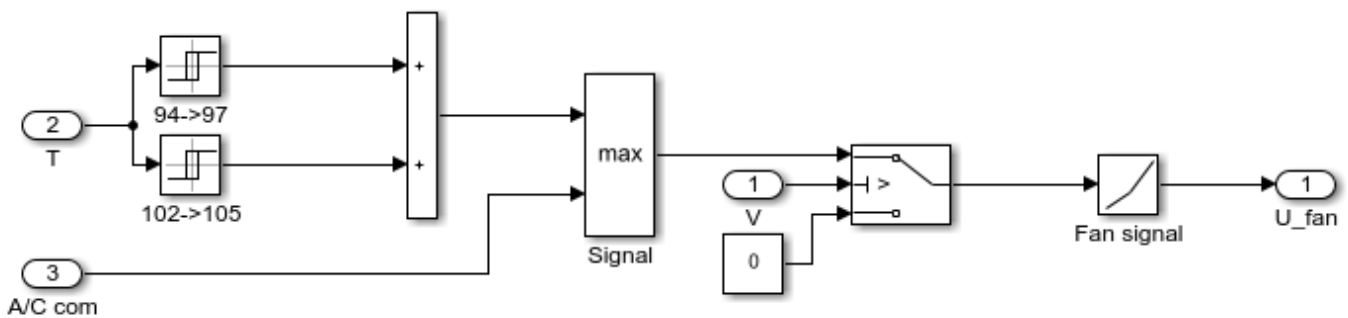 94->97
+
2
T
102->105
+
max
Signal
3
A/C com
1
V
>
0
Fan signal
1
U_fan